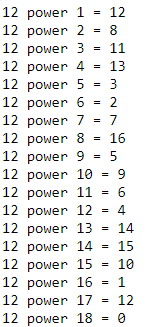 12 power 1 = 12
12 power 2 = 8
12 power 3 = 11
12 power 4 = 13
12 power 5 = 3
12 power 6 = 2
12 power 7 = 7
12 power 8 = 16
12 power 9 = 5
12 power 10 = 9
12 power 11 = 6
12 power 12 = 4
12 power 13 = 14
12 power 14 = 15
12 power 15 = 10
12 power 16 = 1
12 power 17 = 12
12 power 18 = 0